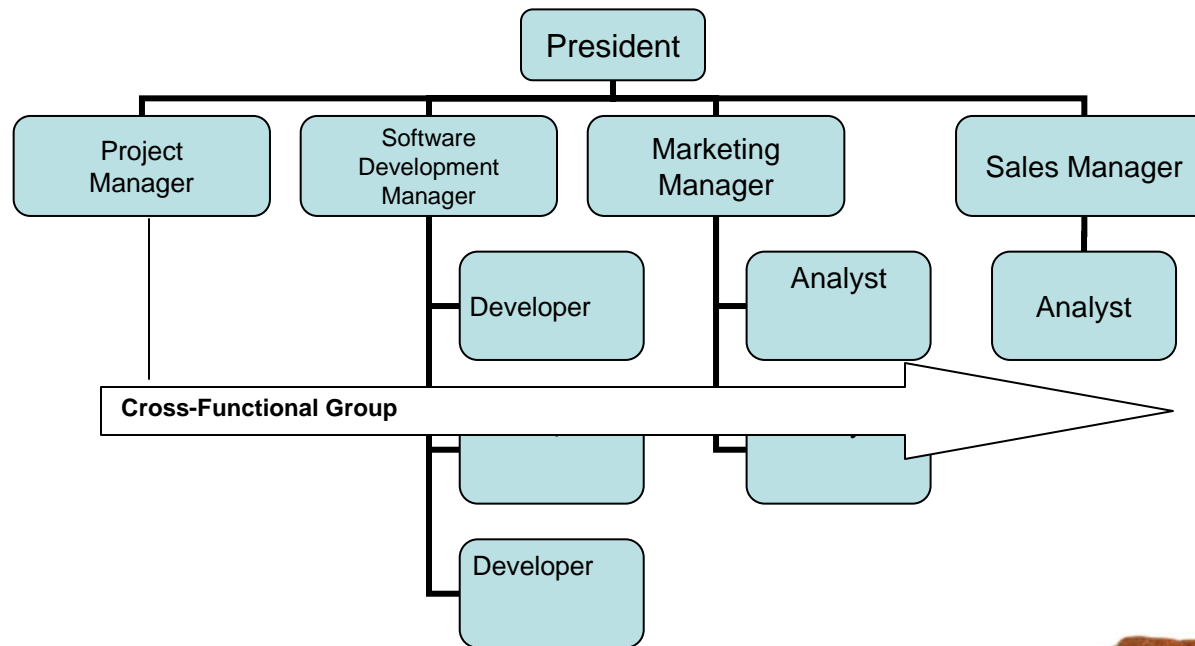 President
Project
Manager
Software
Development
Manager
Marketing
Manager
Sales Manager
Developer
Analyst
Analyst
Cross-Functional Group
Developer